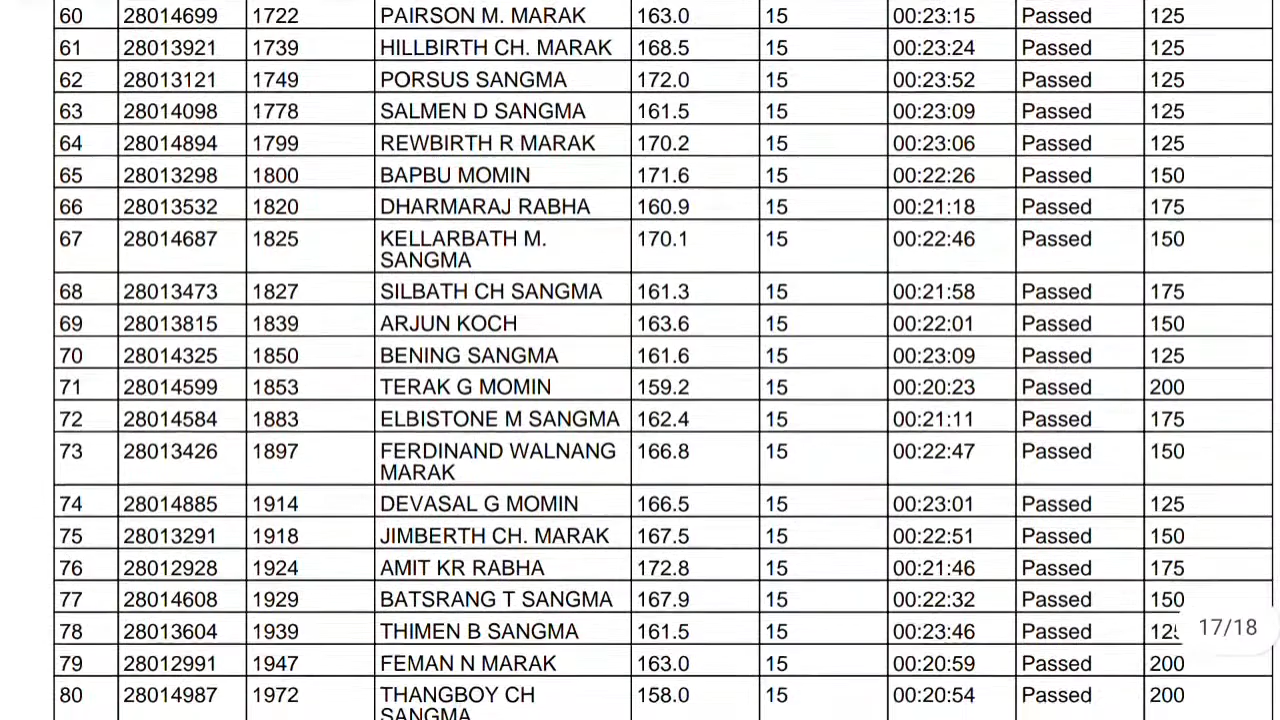 60 28014699 1722 PAIRSON M. MARAK 163.0 15 00:23:15 Passed 125
61 28013921 1739 HILLBIRTH CH. MARAK 168.5 15 00:23:24 Passed 125
62 28013121 1749 PORSUS SANGMA 172.0 15 00:23:52 Passed 125
63 28014098 1778 SALMEN D SANGMA 161.5 15 00:23:09 Passed 125
64 28014894 1799 REWBIRTH R MARAK 170.2 15 00:23:06 Passed 125
65 28013298 1800 BAPBU MOMIN 171.6 15 00:22:26 Passed 150
66 28013532 1820 DHARMARAJ RABHA 160.9 15 00:21:18 Passed 175
67 28014687 1825 KELLARBATH M. 170.1 15 00:22:46 Passed 150
SANGMA
68 28013473 1827 SILBATH CH SANGMA 161.3 15 00:21:58 Passed 175
69 28013815 1839 ARJUN KOCH 163.6 15 00:22:01 Passed 150
70 28014325 1850 BENING SANGMA 161.6 15 00:23:09 Passed 125
71 28014599 1853 TERAK G MOMIN 159.2 15 00:20:23 Passed 200
72 28014584 1883 ELBISTONE M SANGMA 162.4 15 00:21:11 Passed 175
73 28013426 1897 FERDINAND WALNANG 166.8 15 00:22:47 Passed 150
MARAK
74 28014885 1914 DEVASAL G MOMIN 166.5 15 00:23:01 Passed 125
75 28013291 1918 JIMBERTH CH. MARAK 167.5 15 00:22:51 Passed 150
76 28012928 1924 AMIT KR RABHA 172.8 15 00:21:46 Passed 175
77 28014608 1929 BATSRANG T SANGMA 167.9 15 00:22:32 Passed 150
78 28013604 1939 THIMEN B SANGMA 161.5 15 00:23:46 Passed 125
17/18
79 28012991 1947 FEMAN N MARAK 163.0 15 00:20:59 Passed 200
80 28014987 1972 THANGBOY CH 158.0 15 00:20:54 Passed 200
SANGMA